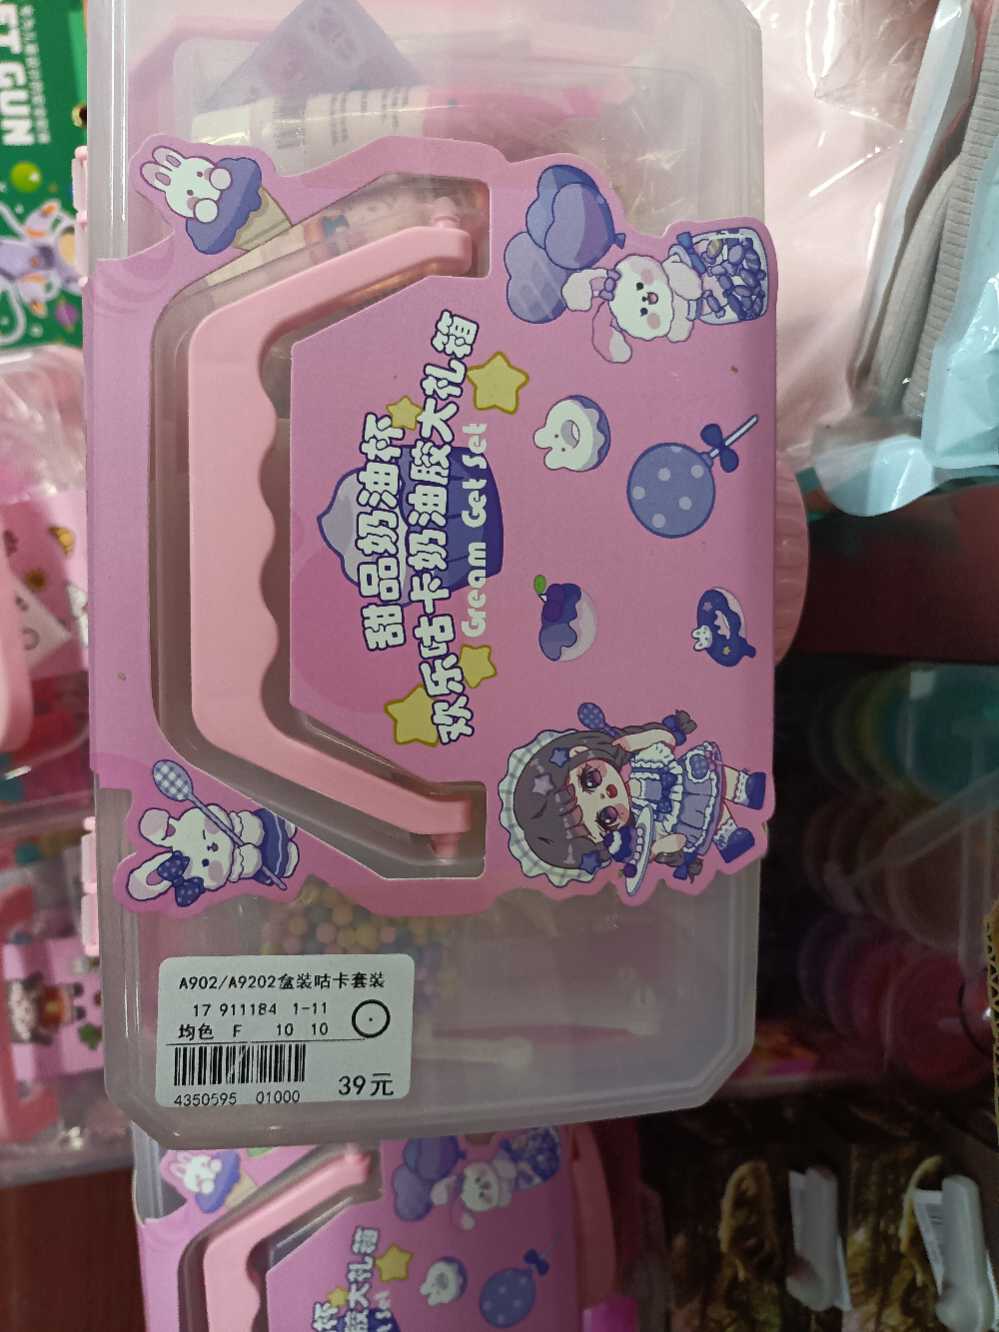 甜品奶油杯
欢乐咕卡奶油胶大礼箱
Cream Get Set
A902/A9202盒装咕卡套装
17 911184 1-11
均色 F 10 10
4350595 01000
39元
GUN